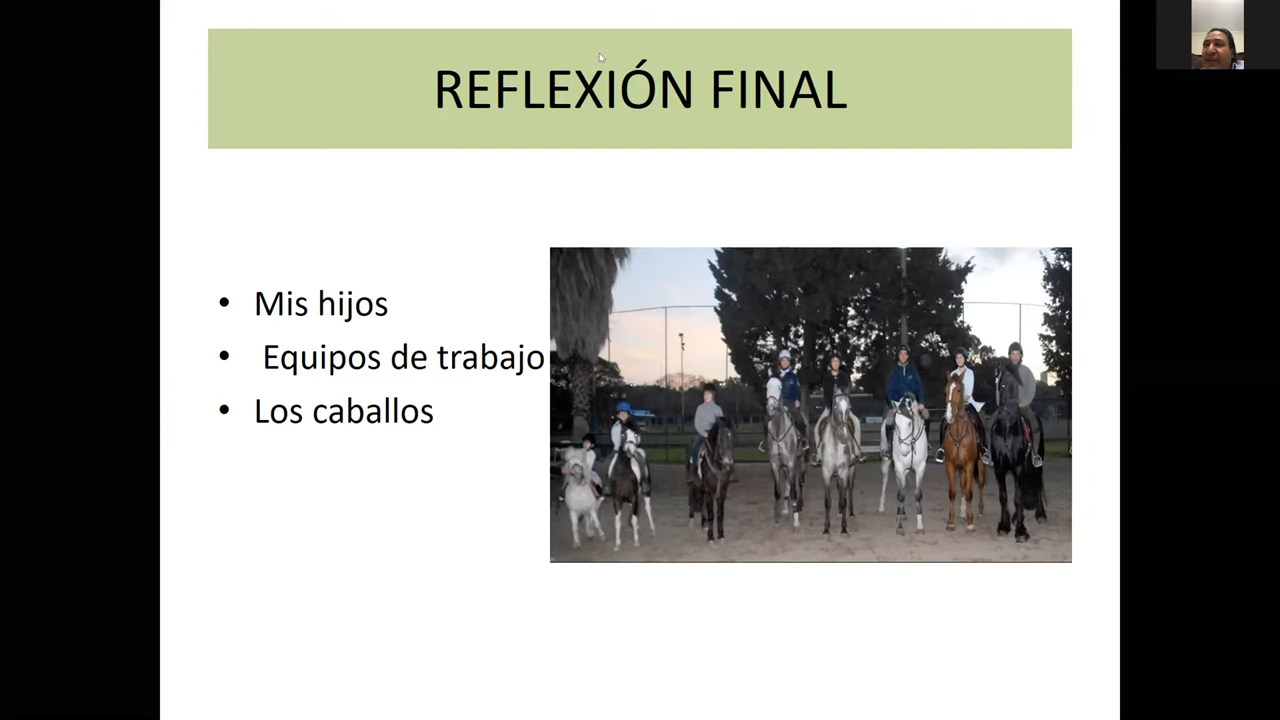 REFLEXIÓN FINAL
• Mis hijos
• Equipos de trabajo
• Los caballos